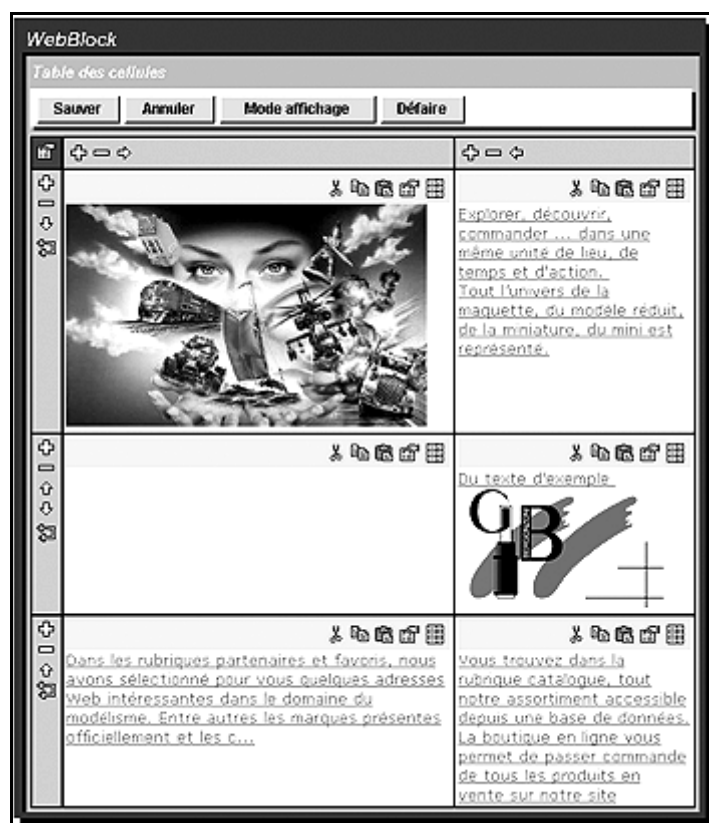 WebBlock
Table des cellules
Sauver Annuler Mode affichage Défaire
Explorer, découvrir,
commander ... dans une
même unité de lieu, de
temps et d'action.
Tout l'univers de la
maquette, du modèle réduit,
de la miniature, du mini est
représenté.
Du texte d'exemple
G B
Dans les rubriques partenaires et favoris, nous
avons sélectionné pour vous quelques adresses
Web intéressantes dans le domaine du
modélisme. Entre autres les marques présentes
officiellement et les c...
Vous trouvez dans la
rubrique catalogue, tout
notre assortiment accessible
depuis une base de données.
La boutique en ligne vous
permet de passer commande
de tous les produits en
vente sur notre site